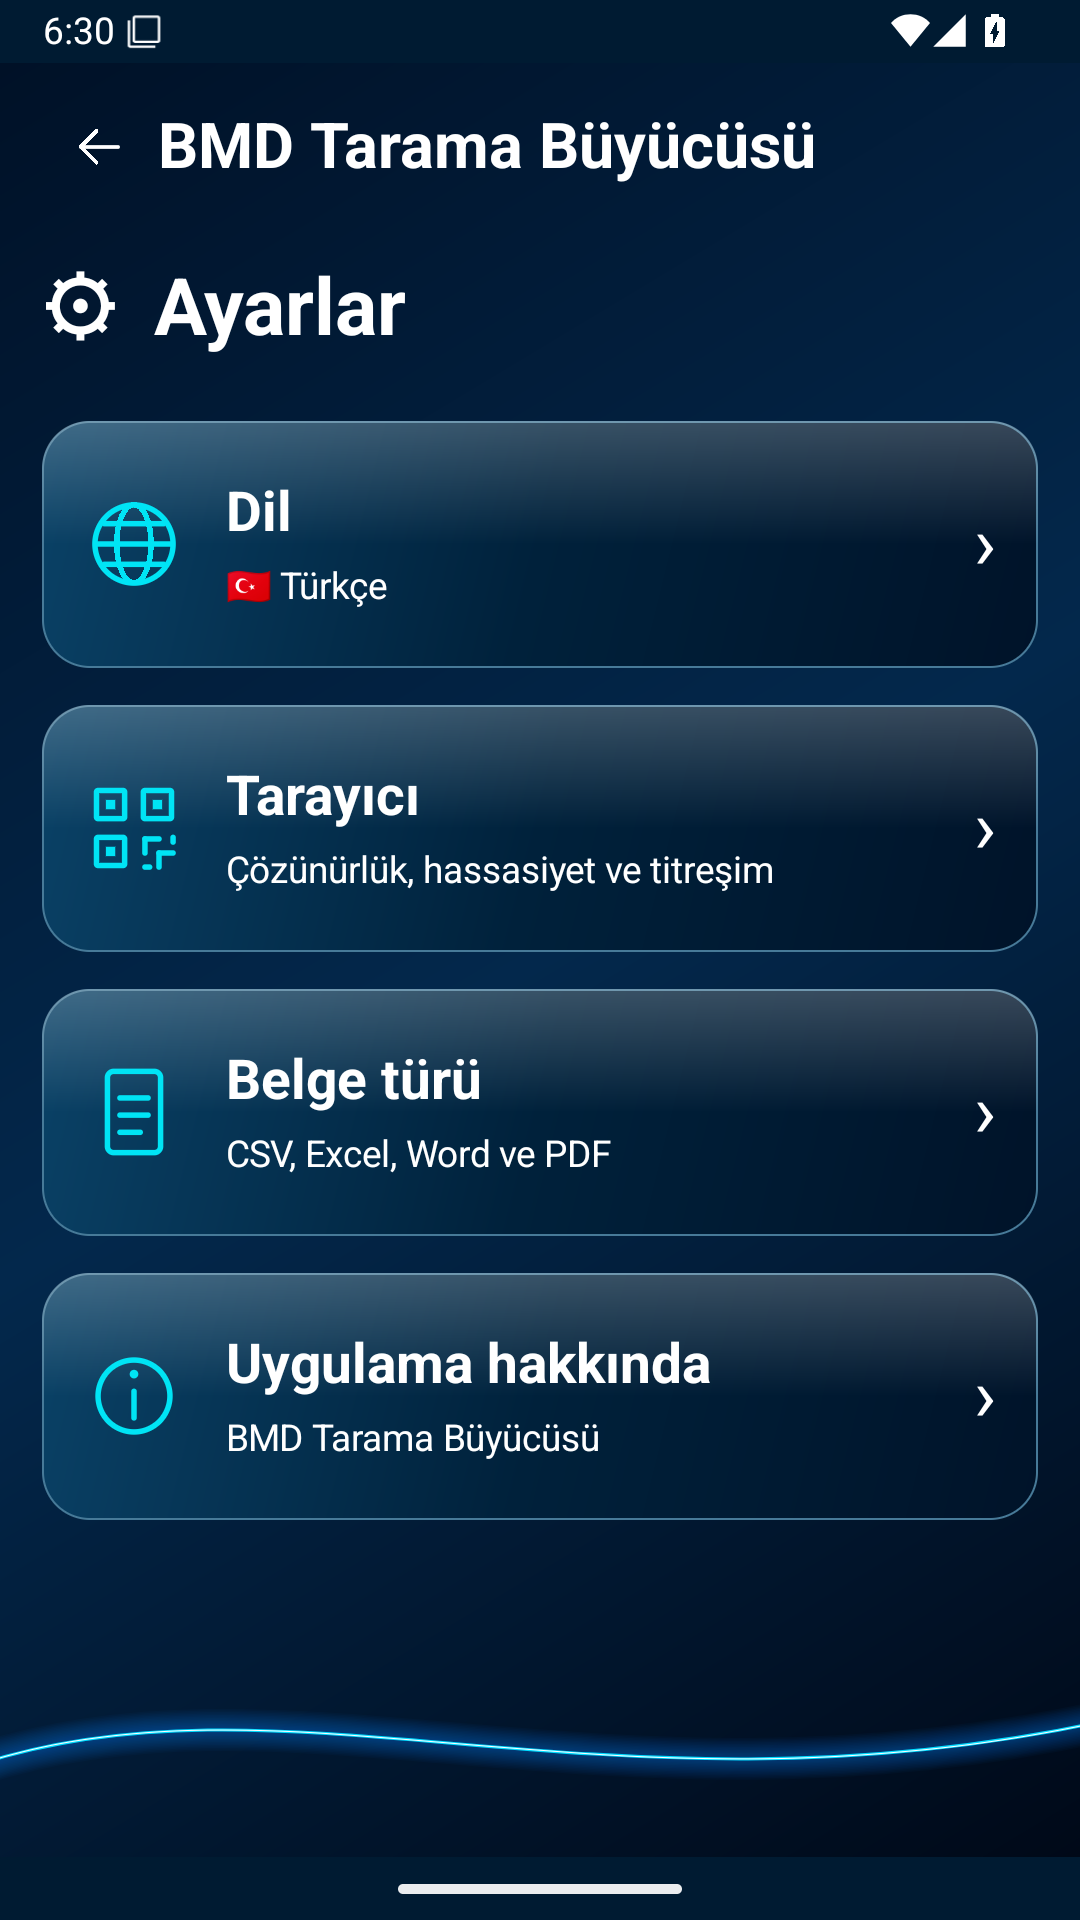 6:30
BMD Tarama Büyücüsü
Ayarlar
Dil
🇹🇷 Türkçe
Tarayıcı
Çözünürlük, hassasiyet ve titreşim
Belge türü
CSV, Excel, Word ve PDF
Uygulama hakkında
BMD Tarama Büyücüsü